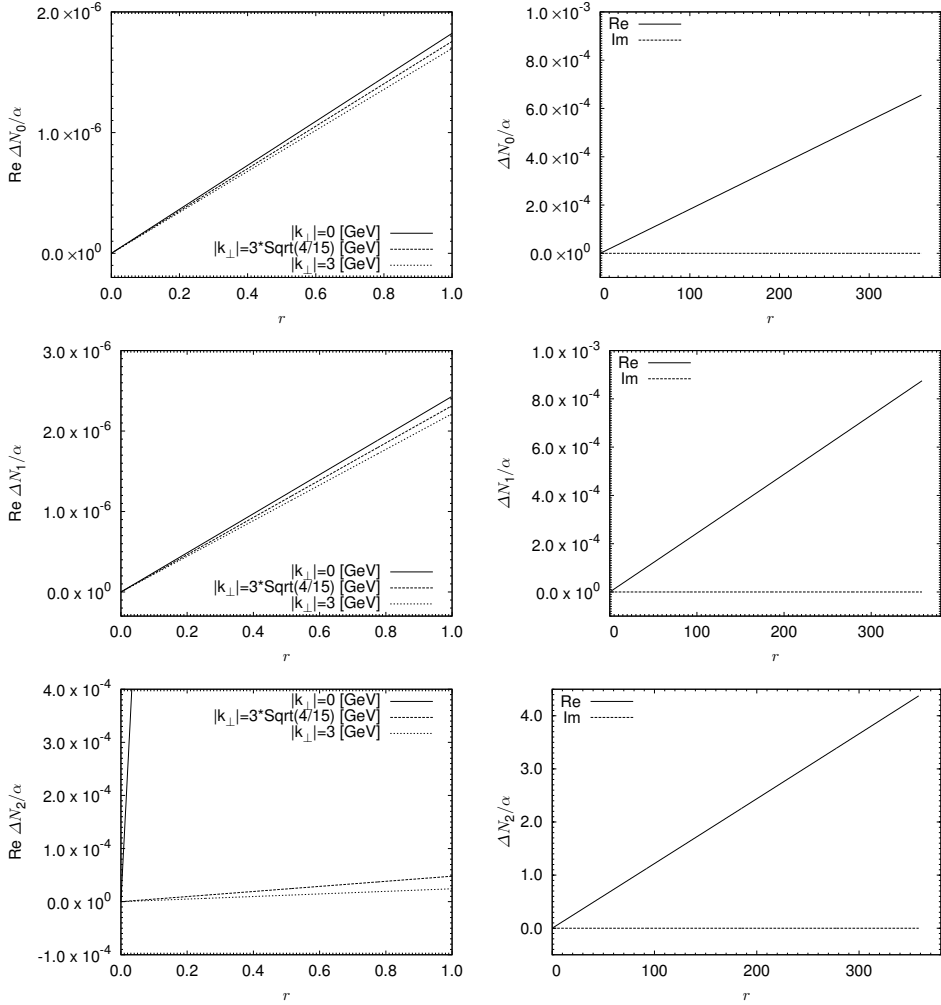 2.0 ×10⁻⁶
1.0 ×10⁻⁶
0.0 ×10⁰
Re ΔN₀/α
|k⊥|=0 [GeV]
|k⊥|=3*Sqrt(4/15) [GeV]
|k⊥|=3 [GeV]
0.0 0.2 0.4 0.6 0.8 1.0
r
1.0 ×10⁻³
8.0 ×10⁻⁴
6.0 ×10⁻⁴
4.0 ×10⁻⁴
2.0 ×10⁻⁴
0.0 ×10⁰
ΔN₀/α
Re
Im
0 100 200 300
r
3.0 x 10⁻⁶
2.0 x 10⁻⁶
1.0 x 10⁻⁶
0.0 x 10⁰
Re ΔN₁/α
|k⊥|=0 [GeV]
|k⊥|=3*Sqrt(4/15) [GeV]
|k⊥|=3 [GeV]
0.0 0.2 0.4 0.6 0.8 1.0
r
1.0 x 10⁻³
8.0 x 10⁻⁴
6.0 x 10⁻⁴
4.0 x 10⁻⁴
2.0 x 10⁻⁴
0.0 x 10⁰
ΔN₁/α
Re
Im
0 100 200 300
r
4.0 x 10⁻⁴
3.0 x 10⁻⁴
2.0 x 10⁻⁴
1.0 x 10⁻⁴
0.0 x 10⁰
-1.0 x 10⁻⁴
Re ΔN₂/α
|k⊥|=0 [GeV]
|k⊥|=3*Sqrt(4/15) [GeV]
|k⊥|=3 [GeV]
0.0 0.2 0.4 0.6 0.8 1.0
r
4.0
3.0
2.0
1.0
0.0
ΔN₂/α
Re
Im
0 100 200 300
r